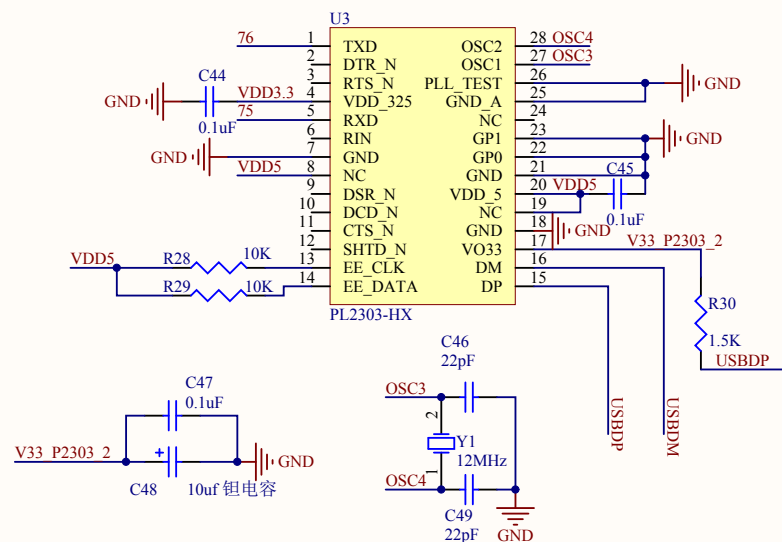 U3
76 1 TXD OSC2 28 OSC4
2 DTR_N OSC1 27 OSC3
C44 3 RTS_N PLL_TEST 26 GND
GND VDD3.3 4 VDD_325 GND_A 25
0.1uF 75 5 RXD NC 24
6 RIN GP1 23 GND
GND 7 GND GP0 22
VDD5 8 NC GND 21 C45
9 DSR_N VDD_5 20 VDD5
10 DCD_N NC 19 0.1uF
11 CTS_N GND 18 GND
12 SHTD_N VO33 17 V33_P2303_2
VDD5 R28 10K 13 EE_CLK DM 16
R29 10K 14 EE_DATA DP 15
PL2303-HX
R30
1.5K
USBDP
USBDP
USBDM
C47
0.1uF
V33_P2303_2
GND
C48
10uf 钽电容
C46
22pF
OSC3
2
Y1
12MHz
1
OSC4
C49
22pF
GND